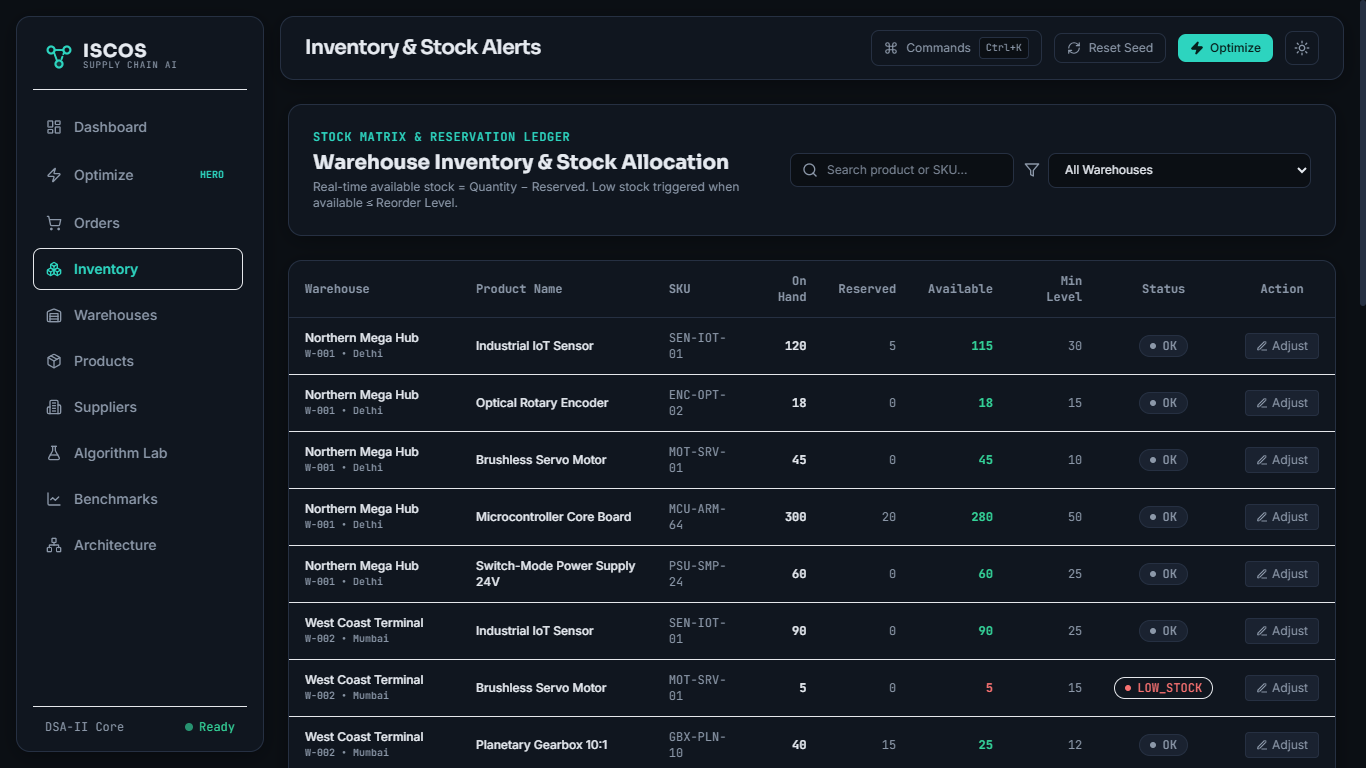 ISCOS
SUPPLY CHAIN AI
Dashboard
Optimize HERO
Orders
Inventory
Warehouses
Products
Suppliers
Algorithm Lab
Benchmarks
Architecture
DSA-II Core Ready
Inventory & Stock Alerts
Commands Ctrl+K Reset Seed Optimize
STOCK MATRIX & RESERVATION LEDGER
Warehouse Inventory & Stock Allocation
Real-time available stock = Quantity − Reserved. Low stock triggered when
available ≤ Reorder Level.
Search product or SKU...
All Warehouses
Warehouse Product Name SKU On Hand Reserved Available Min Level Status Action
Northern Mega Hub
W-001 • Delhi
Industrial IoT Sensor
SEN-IOT-
01
120 5 115 30 OK Adjust
Northern Mega Hub
W-001 • Delhi
Optical Rotary Encoder
ENC-OPT-
02
18 0 18 15 OK Adjust
Northern Mega Hub
W-001 • Delhi
Brushless Servo Motor
MOT-SRV-
01
45 0 45 10 OK Adjust
Northern Mega Hub
W-001 • Delhi
Microcontroller Core Board
MCU-ARM-
64
300 20 280 50 OK Adjust
Northern Mega Hub
W-001 • Delhi
Switch-Mode Power Supply
24V
PSU-SMP-
24
60 0 60 25 OK Adjust
West Coast Terminal
W-002 • Mumbai
Industrial IoT Sensor
SEN-IOT-
01
90 0 90 25 OK Adjust
West Coast Terminal
W-002 • Mumbai
Brushless Servo Motor
MOT-SRV-
01
5 0 5 15 LOW_STOCK Adjust
West Coast Terminal
W-002 • Mumbai
Planetary Gearbox 10:1
GBX-PLN-
10
40 15 25 12 OK Adjust